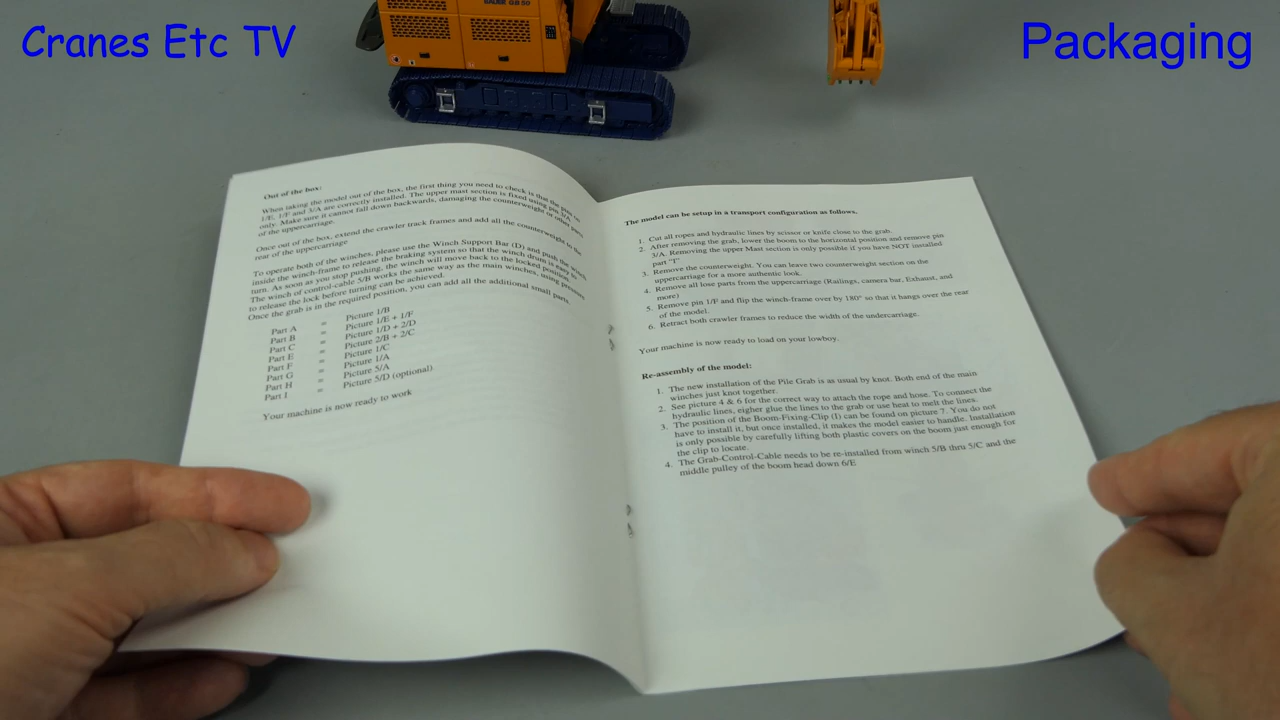 Cranes Etc TV
Packaging
BAUER GB 50
Out of the box:
When taking the model out of the box, the first thing you need to check is that the pins on
1/E, 1/F and 3/A are correctly installed. The upper mast section is fixed using pin 3/A
only. Make sure it cannot fall down backwards, damaging the counterweight or other parts
of the uppercarriage.
Once out of the box, extend the crawler track frames and add all the counterweight to the
rear of the uppercarriage
To operate both of the winches, please use the Winch Support Bar (D) and push the winch
inside the winch-frame to release the braking system so that the winch drum is easy to
turn. As soon as you stop pushing, the winch will move back to the locked position.
The winch of control-cable 5/B works the same way as the main winches, using pressure
to release the lock before turning can be achieved.
Once the grab is in the required position, you can add all the additional small parts.
Part A = Picture 1/B
Part B = Picture 1/E + 1/F
Part C = Picture 1/D + 2/D
Part E = Picture 2/B + 2/C
Part F = Picture 1/C
Part G = Picture 1/A
Part H = Picture 5/A
Part I = Picture 5/D (optional)
Your machine is now ready to work
The model can be setup in a transport configuration as follows.
1. Cut all ropes and hydraulic lines by scissor or knife close to the grab.
2. After removing the grab, lower the boom to the horizontal position and remove pin
3/A. Removing the upper Mast section is only possible if you have NOT installed
part "I"
3. Remove the counterweight. You can leave two counterweight section on the
uppercarriage for a more authentic look.
4. Remove all lose parts from the uppercarriage (Railings, camera bar, Exhaust, and
more)
5. Remove pin 1/F and flip the winch-frame over by 180° so that it hangs over the rear
of the model.
6. Retract both crawler frames to reduce the width of the undercarriage.
Your machine is now ready to load on your lowboy.
Re-assembly of the model:
1. The new installation of the Pile Grab is as usual by knot. Both end of the main
winches just knot together.
2. See picture 4 & 6 for the correct way to attach the rope and hose. To connect the
hydraulic lines, eigher glue the lines to the grab or use heat to melt the lines.
3. The position of the Boom-Fixing-Clip (I) can be found on picture 7. You do not
have to install it, but once installed, it makes the model easier to handle. Installation
is only possible by carefully lifting both plastic covers on the boom just enough for
the clip to locate.
4. The Grab-Control-Cable needs to be re-installed from winch 5/B thru 5/C and the
middle pulley of the boom head down 6/E